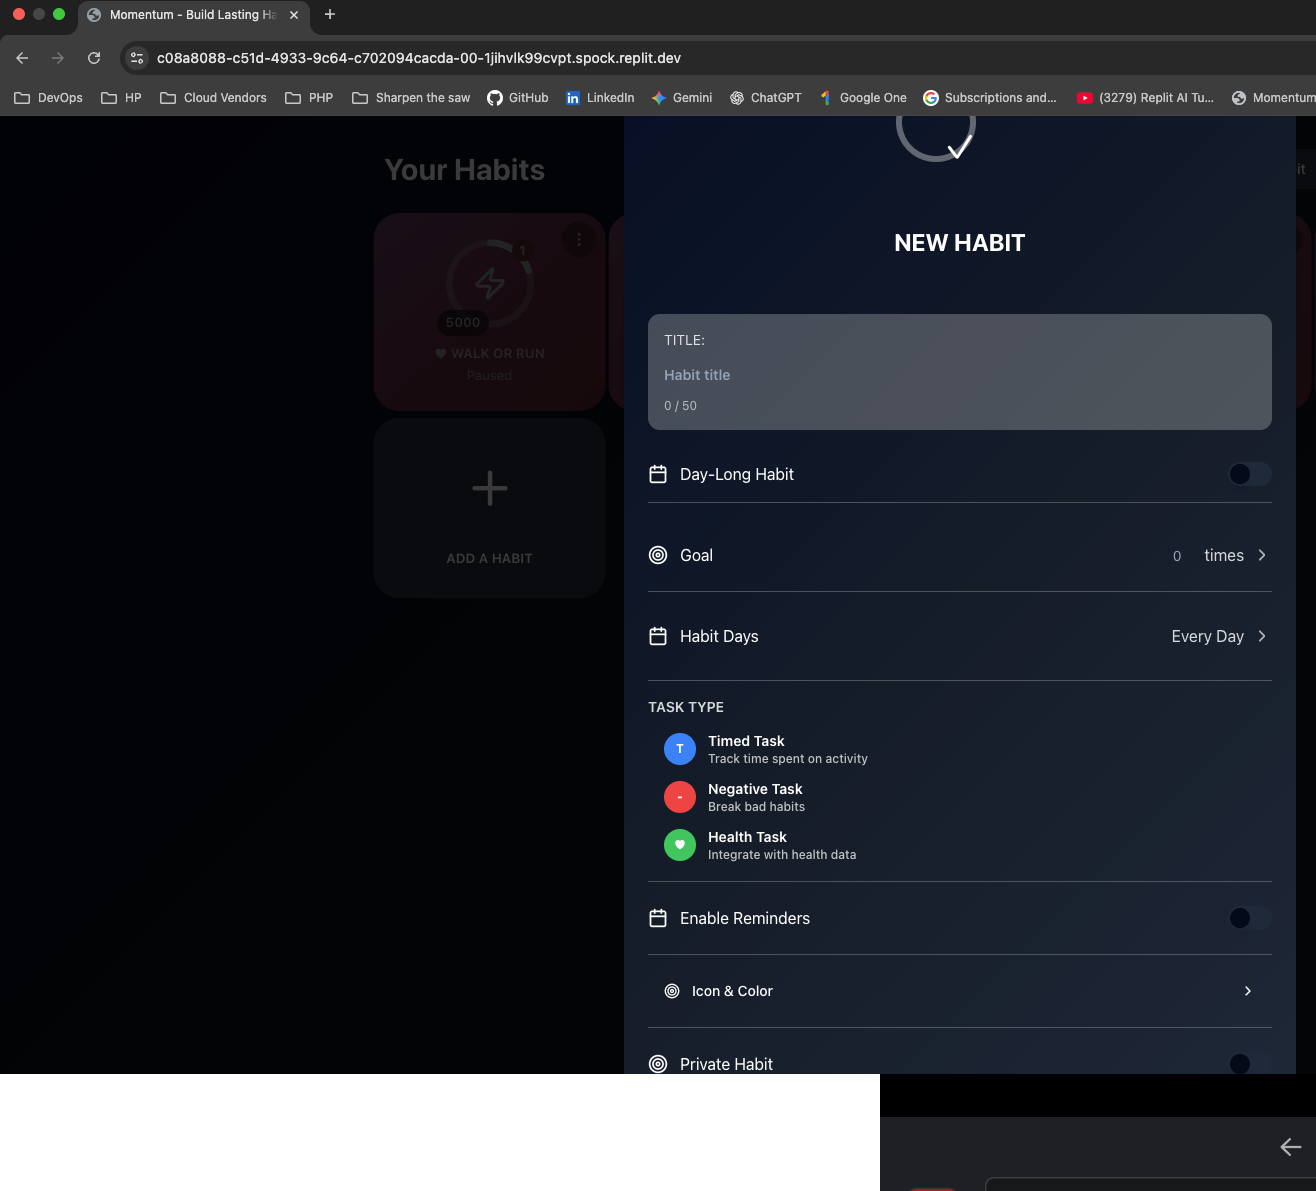 Momentum - Build Lasting Ha
c08a8088-c51d-4933-9c64-c702094cacda-00-1jihvlk99cvpt.spock.replit.dev
DevOps HP Cloud Vendors PHP Sharpen the saw GitHub LinkedIn Gemini ChatGPT Google One Subscriptions and... (3279) Replit AI Tu... Momentum
Your Habits
it
1
5000
WALK OR RUN
Paused
ADD A HABIT
NEW HABIT
TITLE:
Habit title
0 / 50
Day-Long Habit
Goal 0 times
Habit Days Every Day
TASK TYPE
T
Timed Task
Track time spent on activity
-
Negative Task
Break bad habits
Health Task
Integrate with health data
Enable Reminders
Icon & Color
Private Habit